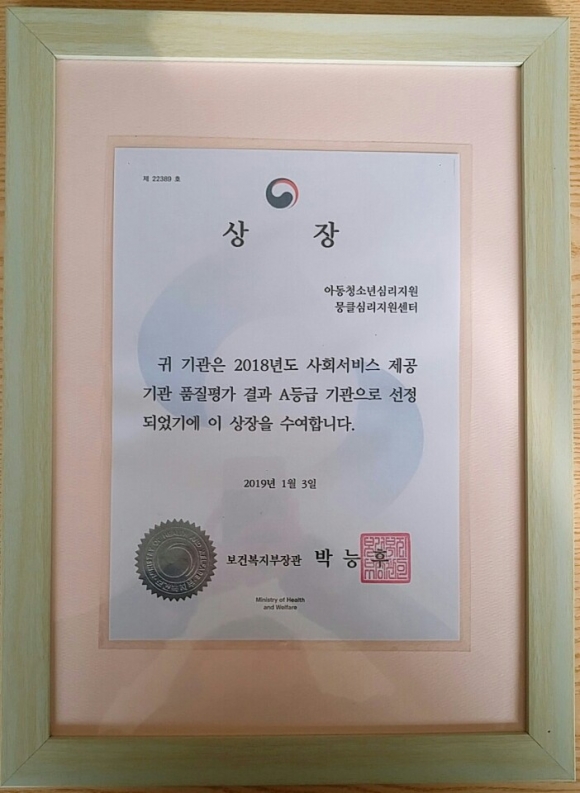 제 22389 호
상 장
아동청소년심리지원
뭉클심리지원센터
귀 기관은 2018년도 사회서비스 제공
기관 품질평가 결과 A등급 기관으로 선정
되었기에 이 상장을 수여합니다.
2019년 1월 3일
보건복지부장관 박 능 후
Ministry of Health
and Welfare